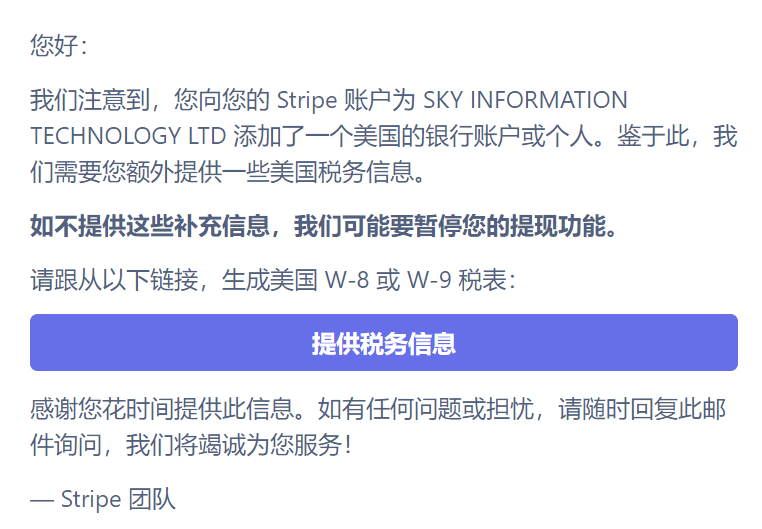 您好：
我们注意到，您向您的 Stripe 账户为 SKY INFORMATION
TECHNOLOGY LTD 添加了一个美国的银行账户或个人。鉴于此，我
们需要您额外提供一些美国税务信息。
如不提供这些补充信息，我们可能要暂停您的提现功能。
请跟从以下链接，生成美国 W-8 或 W-9 税表：
提供税务信息
感谢您花时间提供此信息。如有任何问题或担忧，请随时回复此邮
件询问，我们将竭诚为您服务！
— Stripe 团队